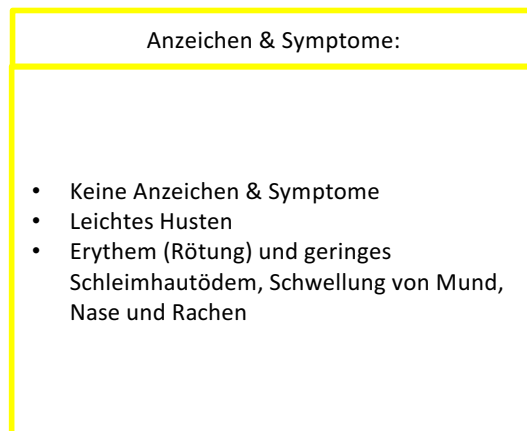 Anzeichen & Symptome:
• Keine Anzeichen & Symptome
• Leichtes Husten
• Erythem (Rötung) und geringes
Schleimhautödem, Schwellung von Mund,
Nase und Rachen